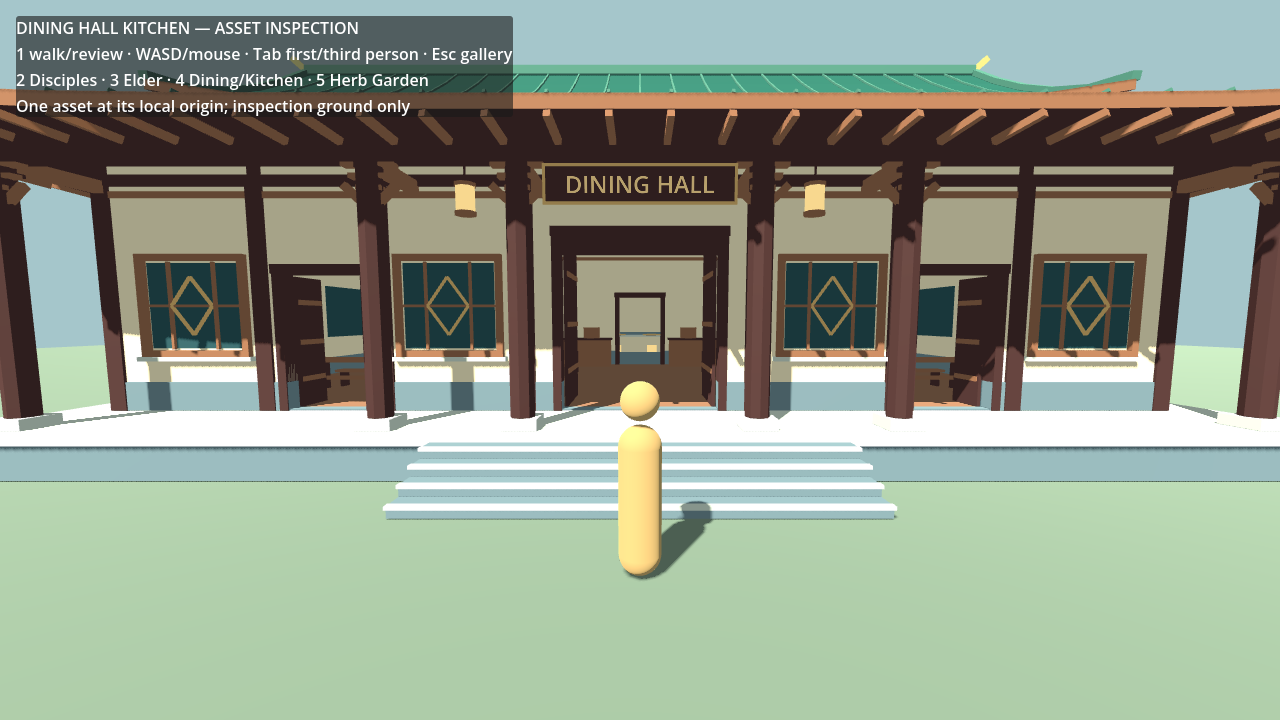 DINING HALL KITCHEN — ASSET INSPECTION
1 walk/review · WASD/mouse · Tab first/third person · Esc gallery
2 Disciples · 3 Elder · 4 Dining/Kitchen · 5 Herb Garden
One asset at its local origin; inspection ground only
DINING HALL